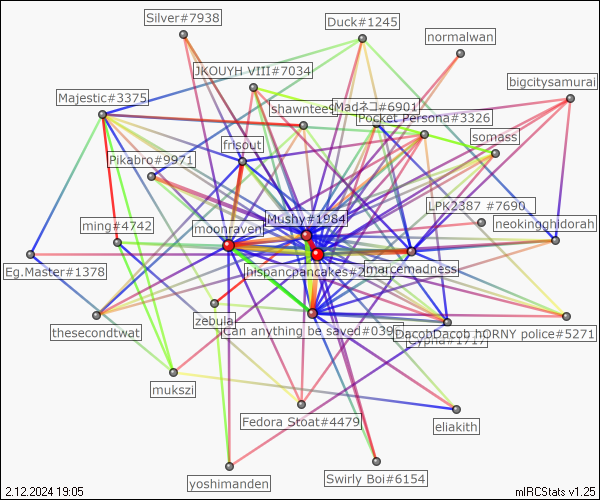 Silver#7938
Duck#1245
normalwan
JKOUYH VIII#7034
bigcitysamurai
Majestic#3375
shawntee
Madネコ#6901
Pocket Persona#3326
somass
frisout
Pikabro#9971
LPK2387 #7690
Mushy#1984
neokingghidorah
ming#4742
moonraven
Eg.Master#1378
hispancpancakes#2
marcemadness
zebular
thesecondtwat
Can anything be saved#039
DacobDacob hORNY police#5271
#1717
mukszi
Fedora Stoat#4479
eliakith
yoshimanden
Swirly Boi#6154
2.12.2024 19:05
mIRCStats v1.25